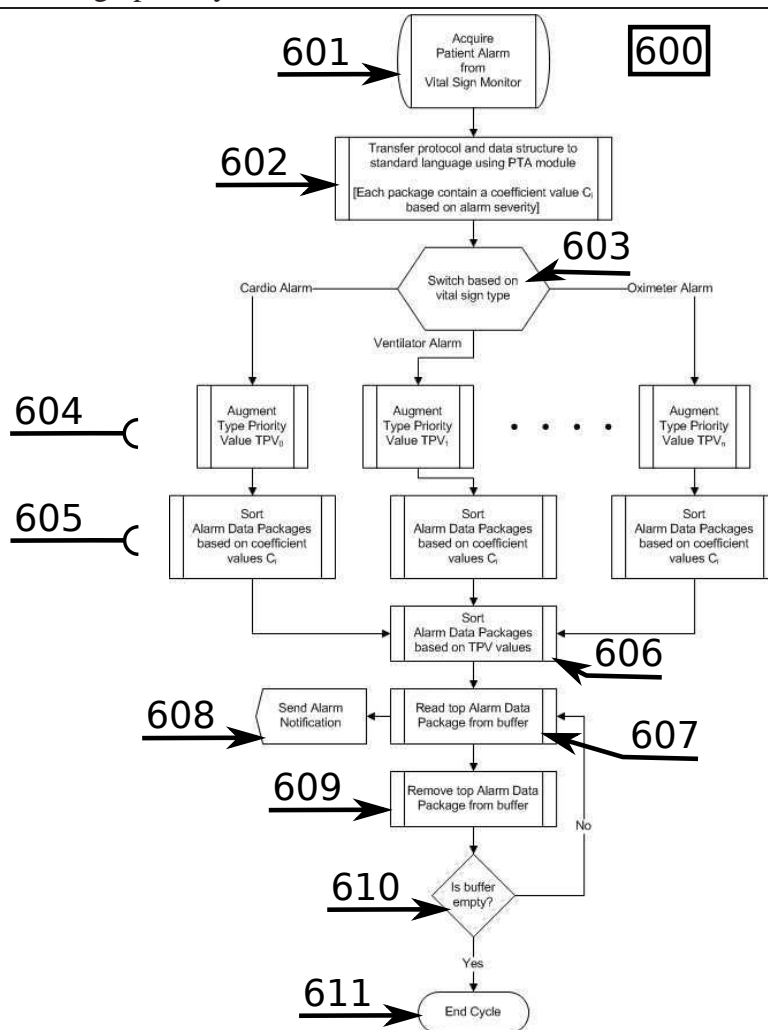 Acquire
Patient Alarm
from
Vital Sign Monitor
601
600
Transfer protocol and data structure to
standard language using PTA module
[Each package contain a coefficient value Cᵢ
based on alarm severity]
602
603
Switch based on
vital sign type
Cardio Alarm
Oximeter Alarm
Ventilator Alarm
604
Augment
Type Priority
Value TPV₀
Augment
Type Priority
Value TPV₁
Augment
Type Priority
Value TPVₙ
605
Sort
Alarm Data Packages
based on coefficient
values Cᵢ
Sort
Alarm Data Packages
based on coefficient
values Cᵢ
Sort
Alarm Data Packages
based on coefficient
values Cᵢ
Sort
Alarm Data Packages
based on TPV values
606
608
Send Alarm
Notification
Read top Alarm Data
Package from buffer
607
609
Remove top Alarm Data
Package from buffer
No
610
Is buffer
empty?
Yes
611
End Cycle